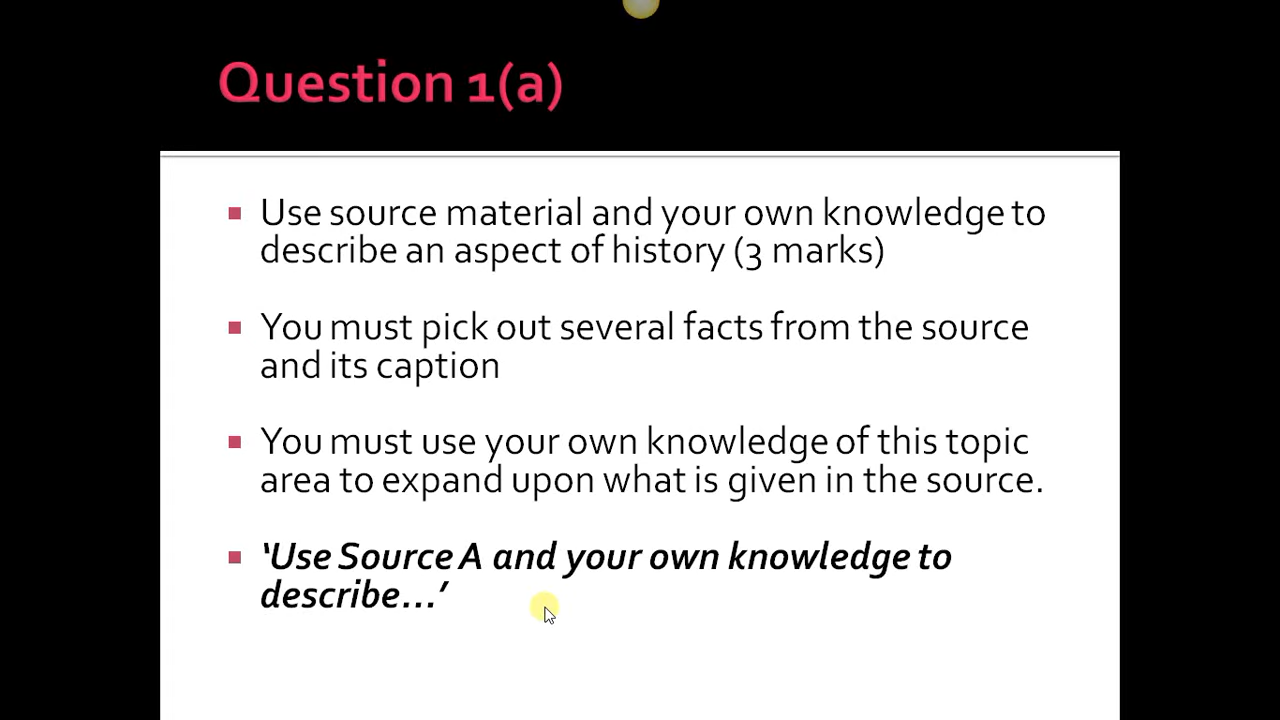 Question 1(a)
Use source material and your own knowledge to
describe an aspect of history (3 marks)
You must pick out several facts from the source
and its caption
You must use your own knowledge of this topic
area to expand upon what is given in the source.
‘Use Source A and your own knowledge to
describe…’